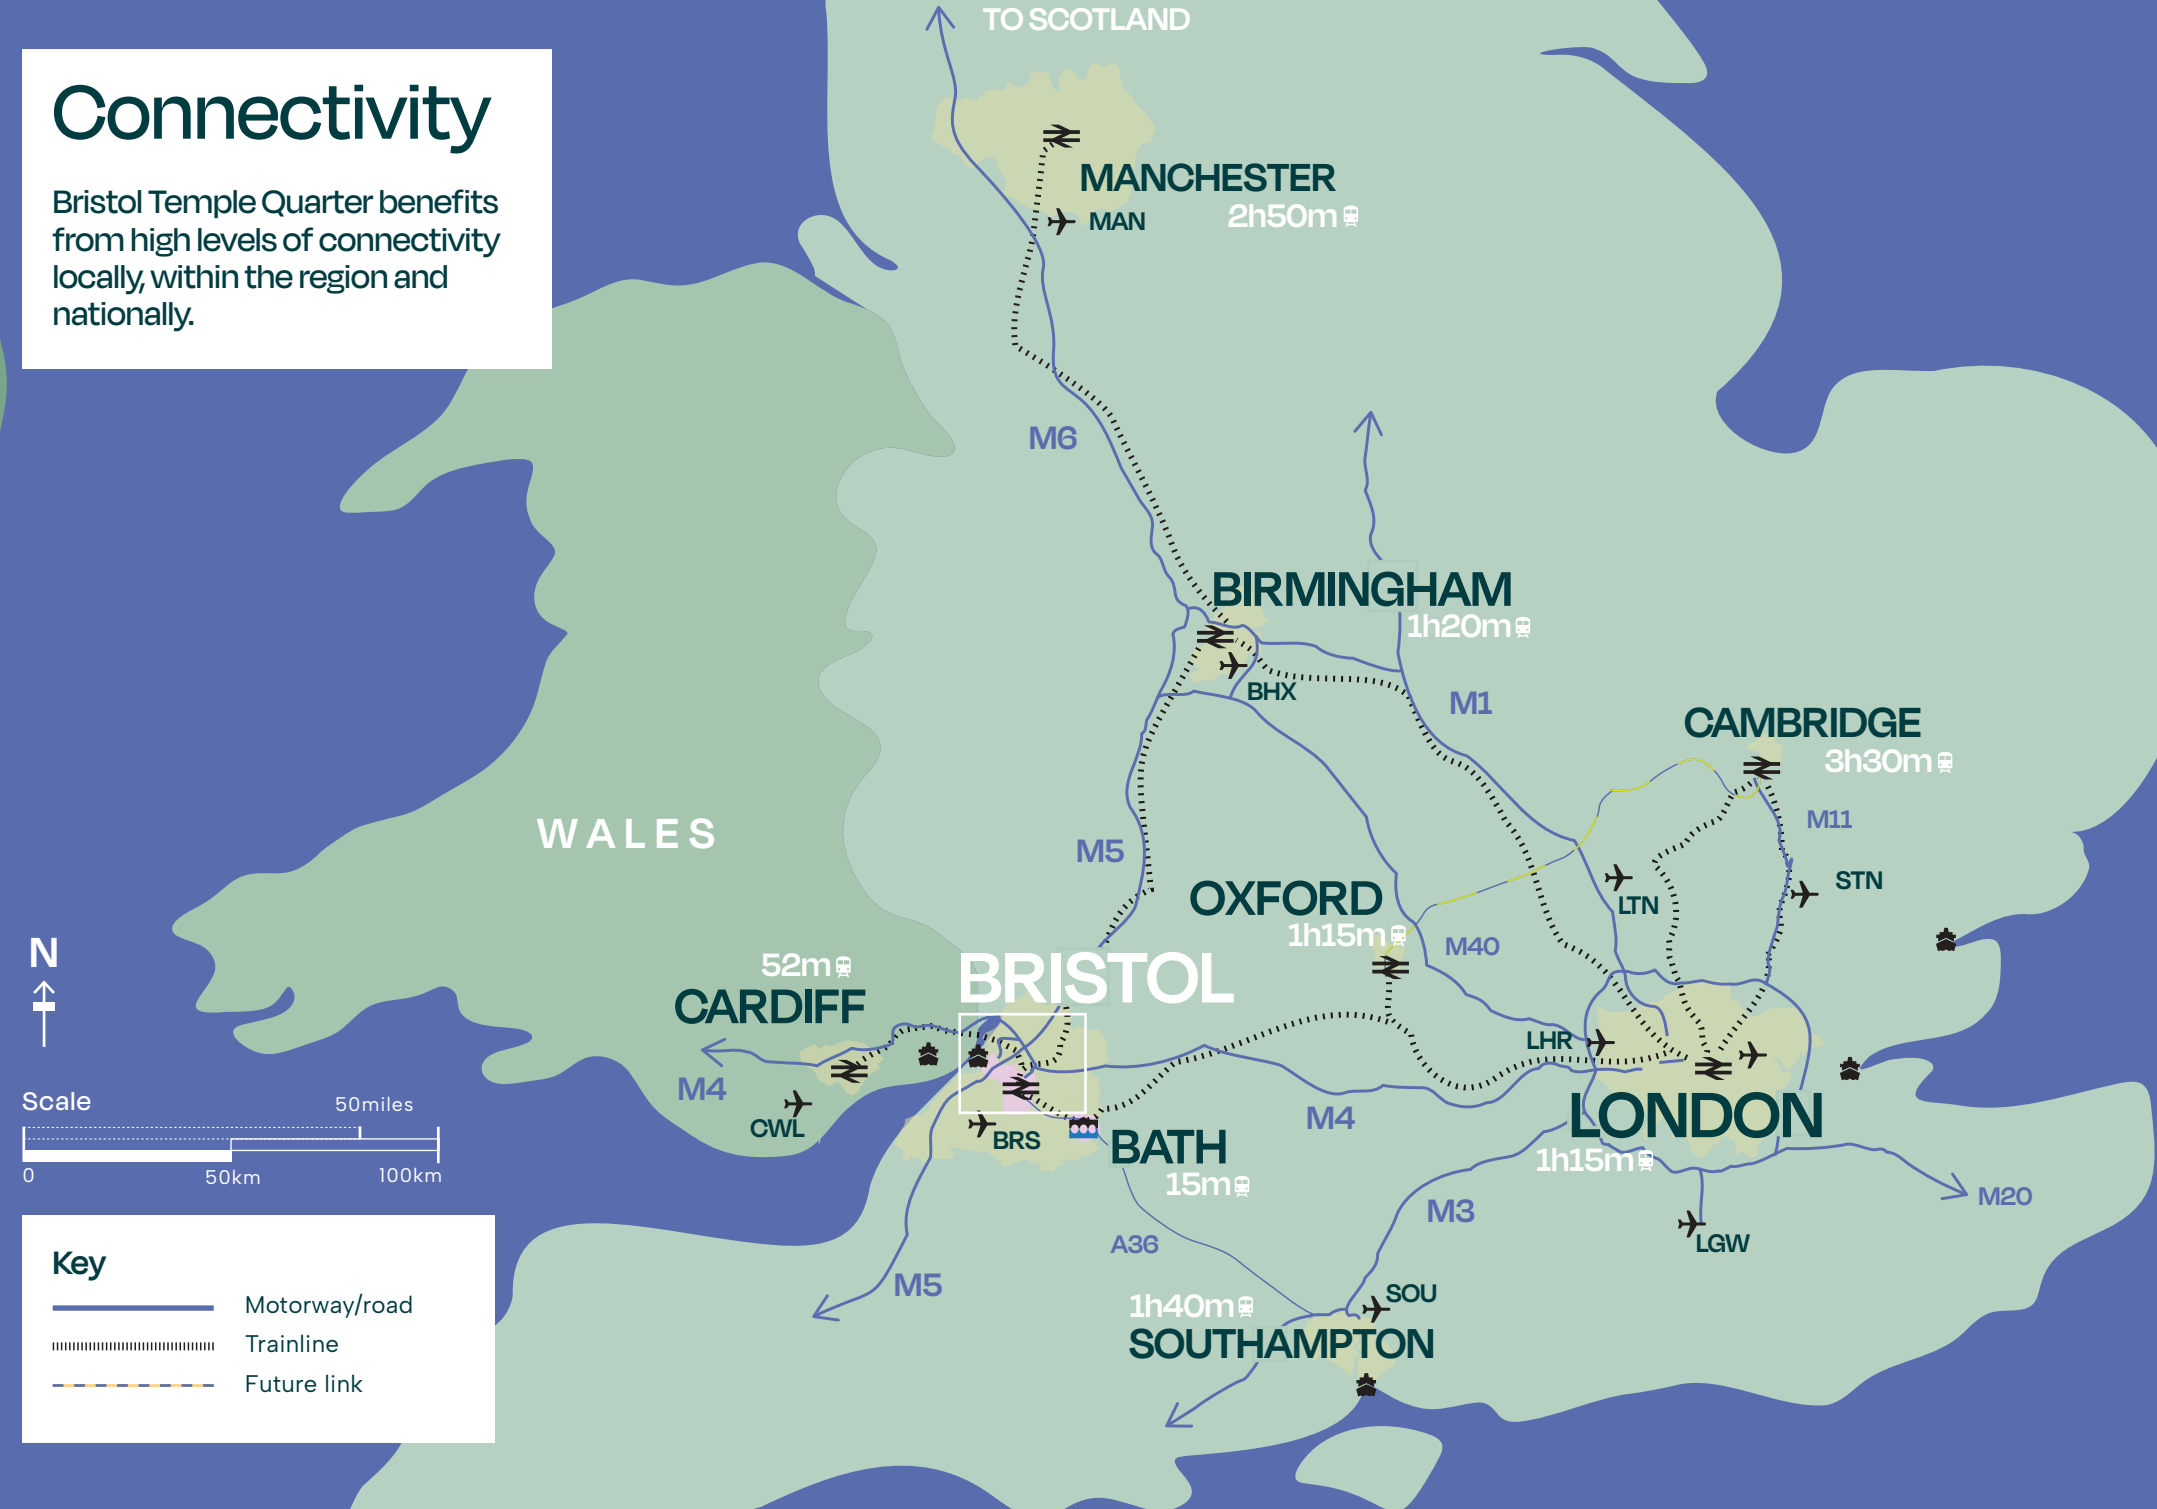 TO SCOTLAND
Connectivity
Bristol Temple Quarter benefits
from high levels of connectivity
locally, within the region and
nationally.
MANCHESTER
2h50m
MAN
M6
BIRMINGHAM
1h20m
BHX
M1
CAMBRIDGE
3h30m
M11
WALES
M5
OXFORD
1h15m
M40
LTN
STN
N
52m
CARDIFF
BRISTOL
LHR
M4
CWL
BRS
BATH
15m
M4
LONDON
1h15m
M20
M3
LGW
A36
M5
SOU
1h40m
SOUTHAMPTON
Scale
50miles
0
50km
100km
Key
Motorway/road
Trainline
Future link